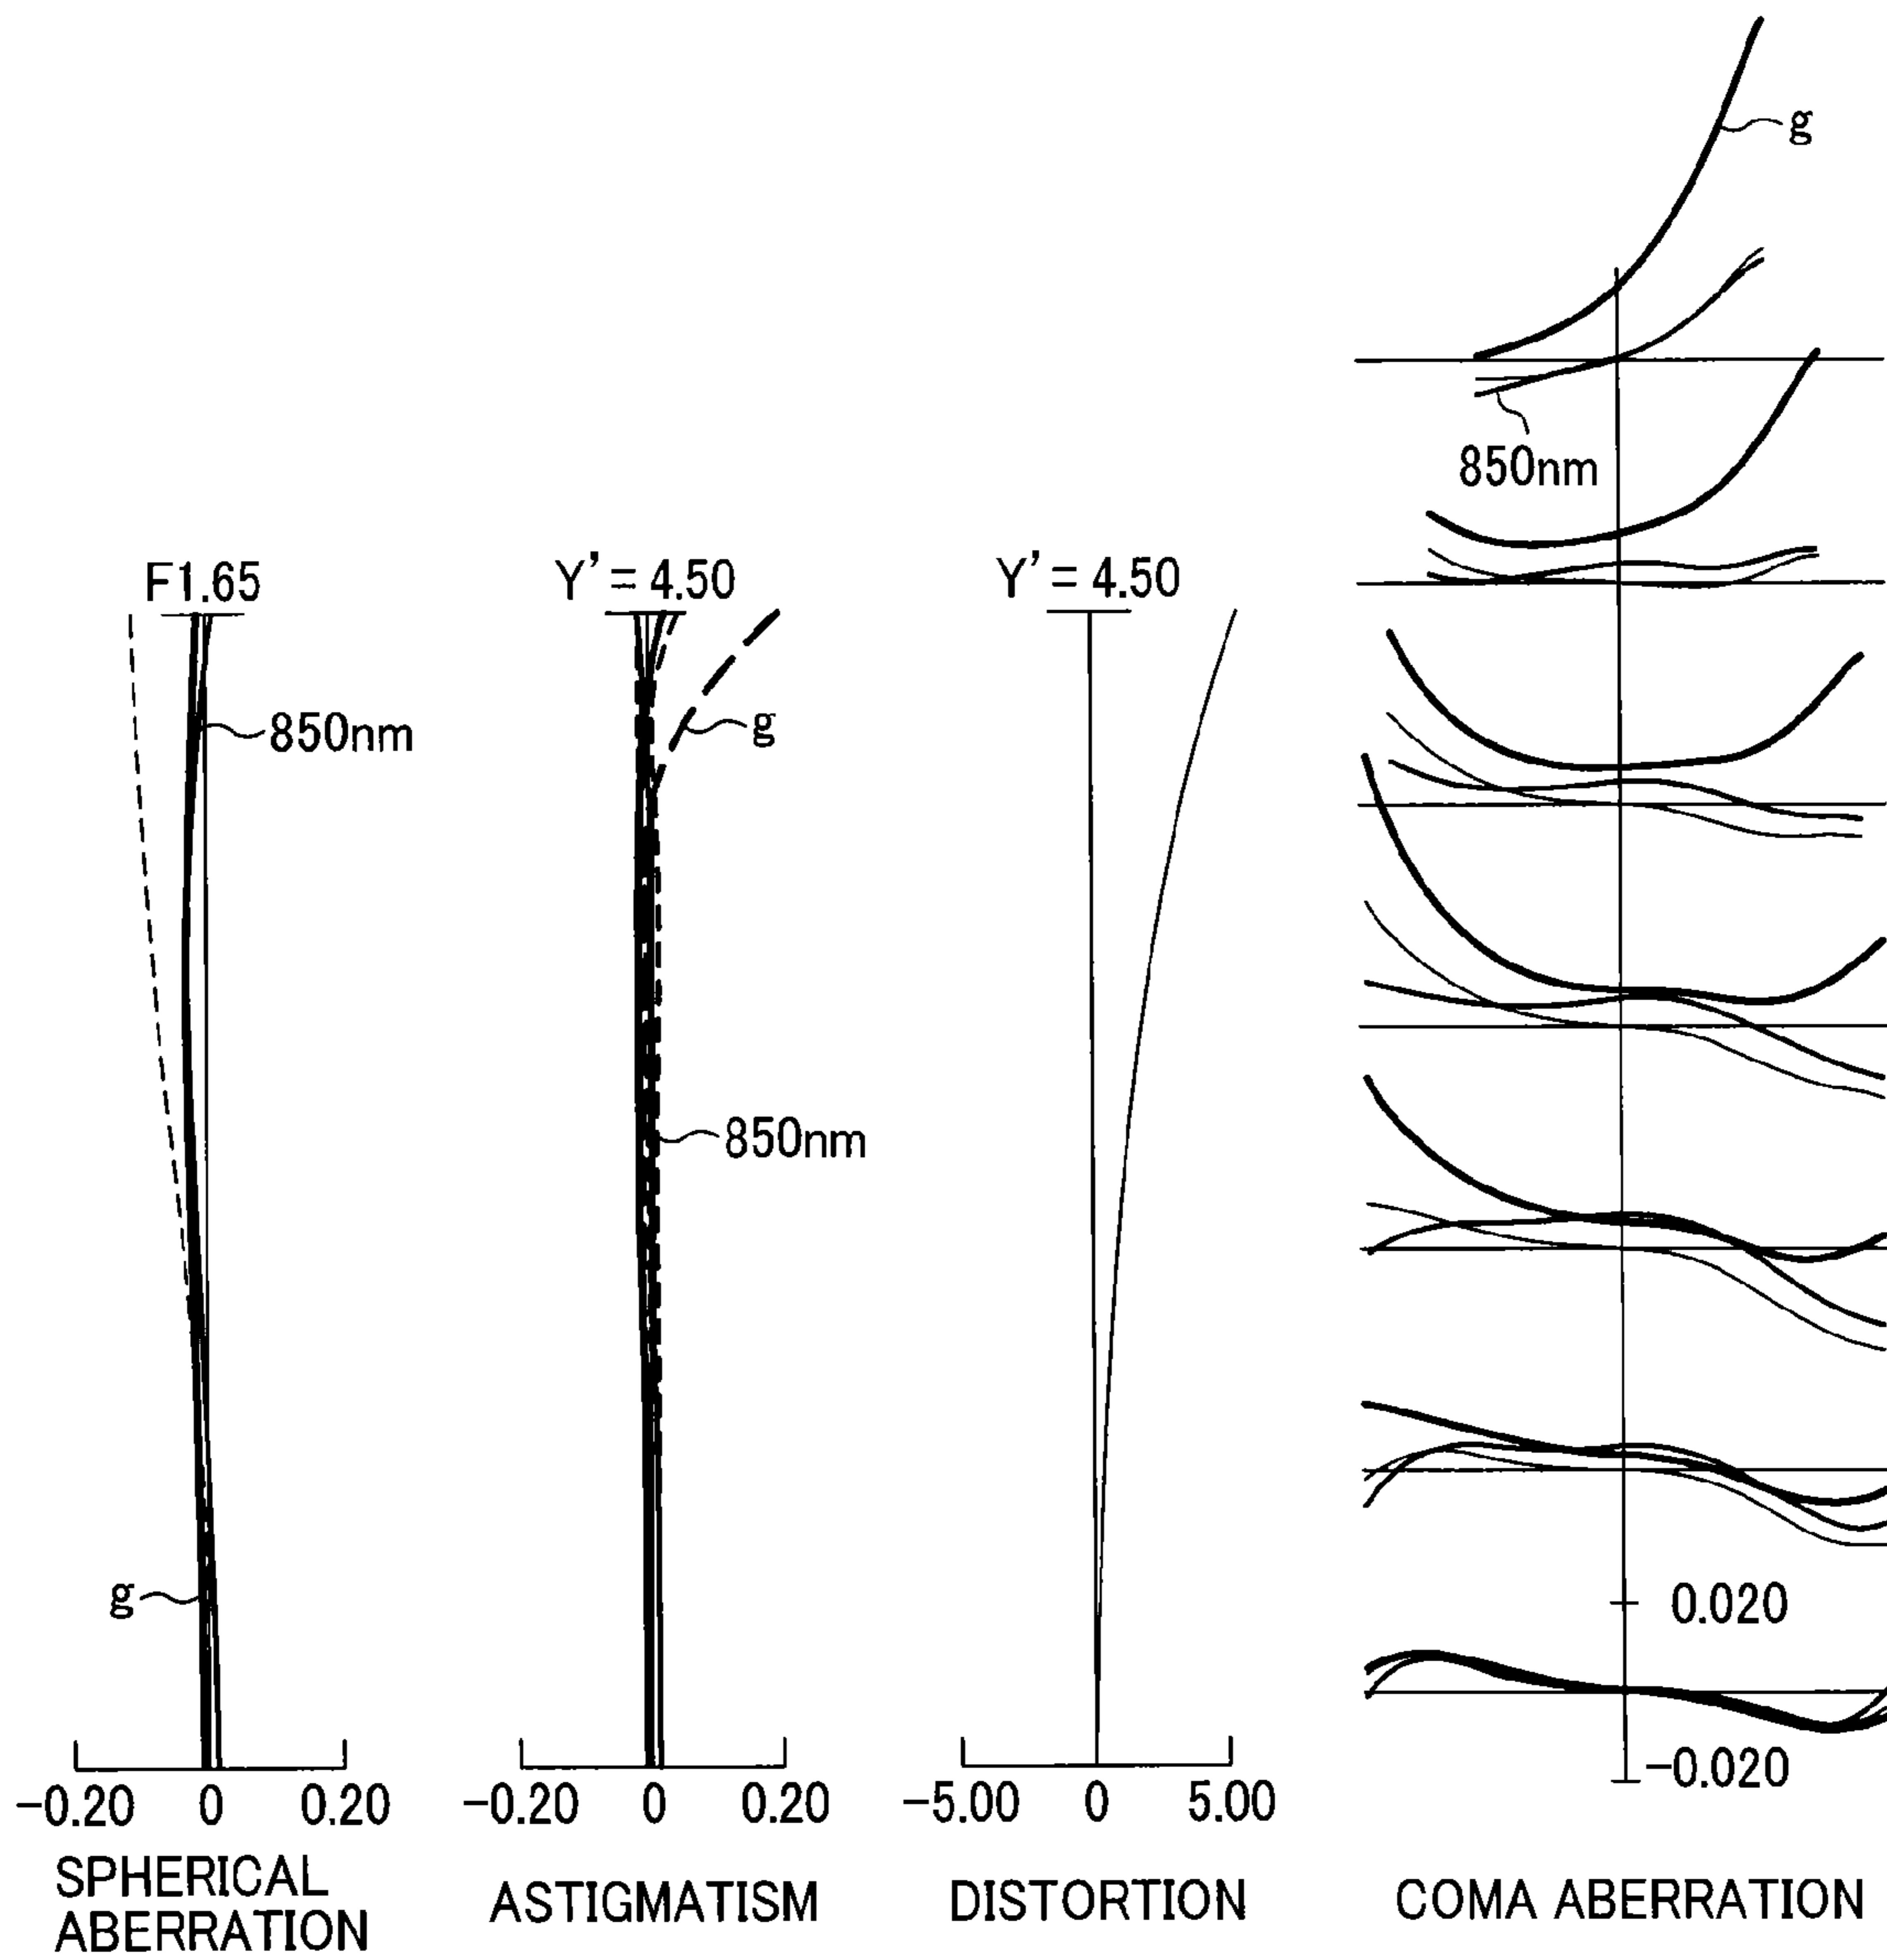 g
850nm
F1.65
Y' = 4.50
Y' = 4.50
850nm
g
850nm
g
0.020
-0.020
-0.20 0 0.20
-0.20 0 0.20
-5.00 0 5.00
SPHERICAL
ABERRATION
ASTIGMATISM
DISTORTION
COMA ABERRATION